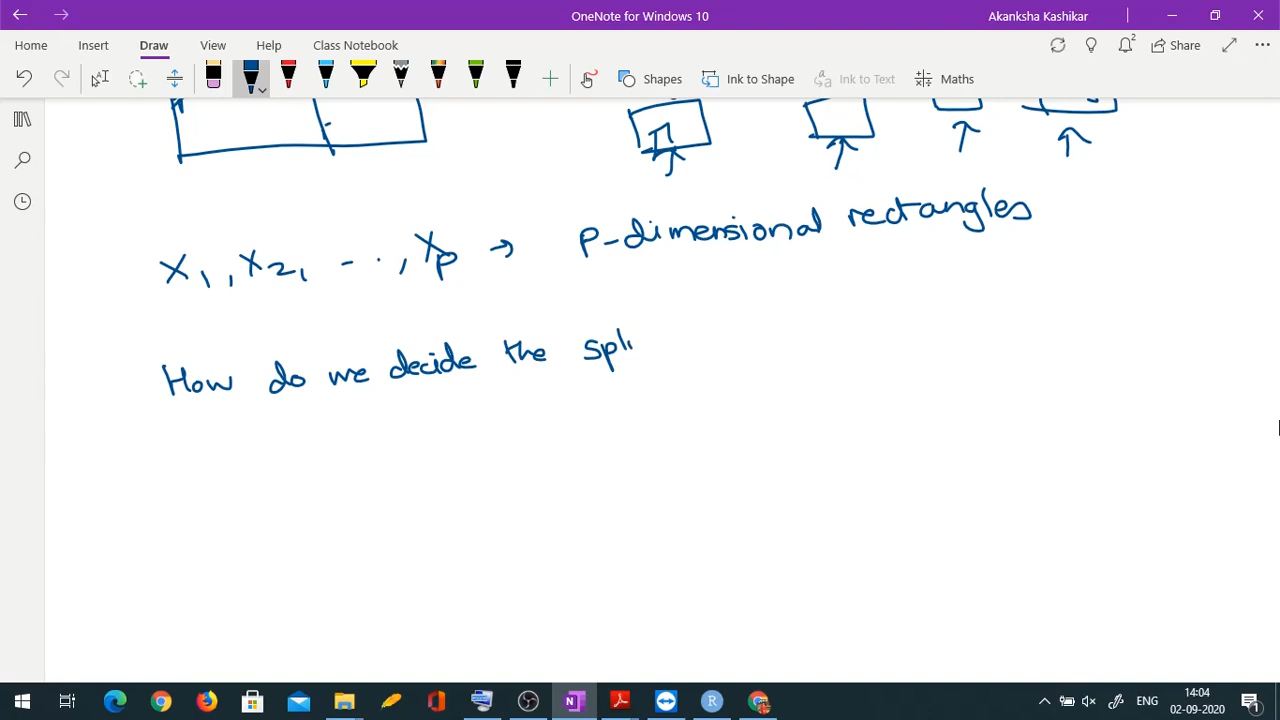 OneNote for Windows 10
Akanksha Kashikar
Home Insert Draw View Help Class Notebook
Share
Shapes Ink to Shape Ink to Text Maths
X1, X2, - .., Xp → p-dimensional rectangles
How do we decide the spli
ENG
14:04
02-09-2020